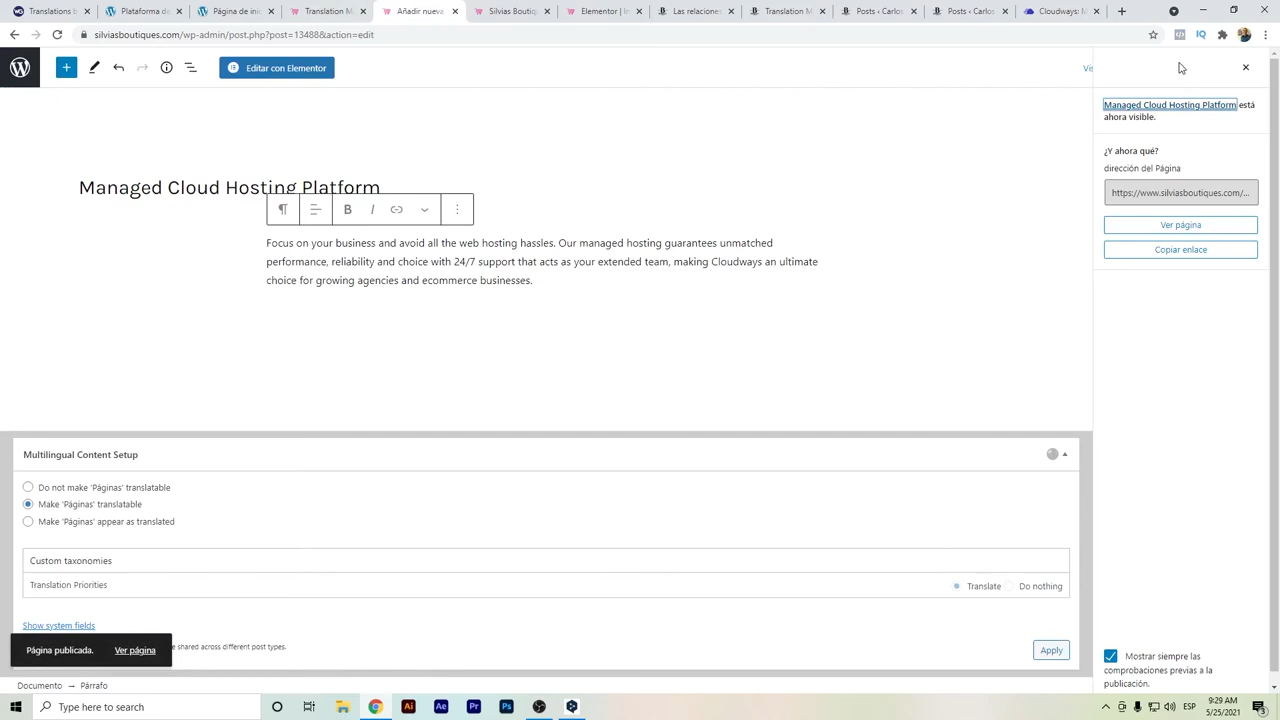 Translations b
Plataforma de
Página de inic
Translation M
Añadir nueva
Silvias Boutiq
Elementor | In
Las relaciones
Translation M
Posts ‹ Carlos
Posts ‹ Carlos
Cloudways: M
silviasboutiques.com/wp-admin/post.php?post=13488&action=edit
Editar con Elementor
Vis
Managed Cloud Hosting Platform está
ahora visible.
¿Y ahora qué?
dirección del Página
https://www.silviasboutiques.com/...
Ver página
Copiar enlace
Managed Cloud Hosting Platform
B I
Focus on your business and avoid all the web hosting hassles. Our managed hosting guarantees unmatched
performance, reliability and choice with 24/7 support that acts as your extended team, making Cloudways an ultimate
choice for growing agencies and ecommerce businesses.
Multilingual Content Setup
Do not make 'Páginas' translatable
Make 'Páginas' translatable
Make 'Páginas' appear as translated
Custom taxonomies
Translation Priorities
Translate
Do nothing
Show system fields
Página publicada. Ver página
e shared across different post types.
Apply
Mostrar siempre las
comprobaciones previas a la
publicación.
Documento → Párrafo
Type here to search
Ai
Ae
Pr
Ps
ESP
9:29 AM
5/25/2021